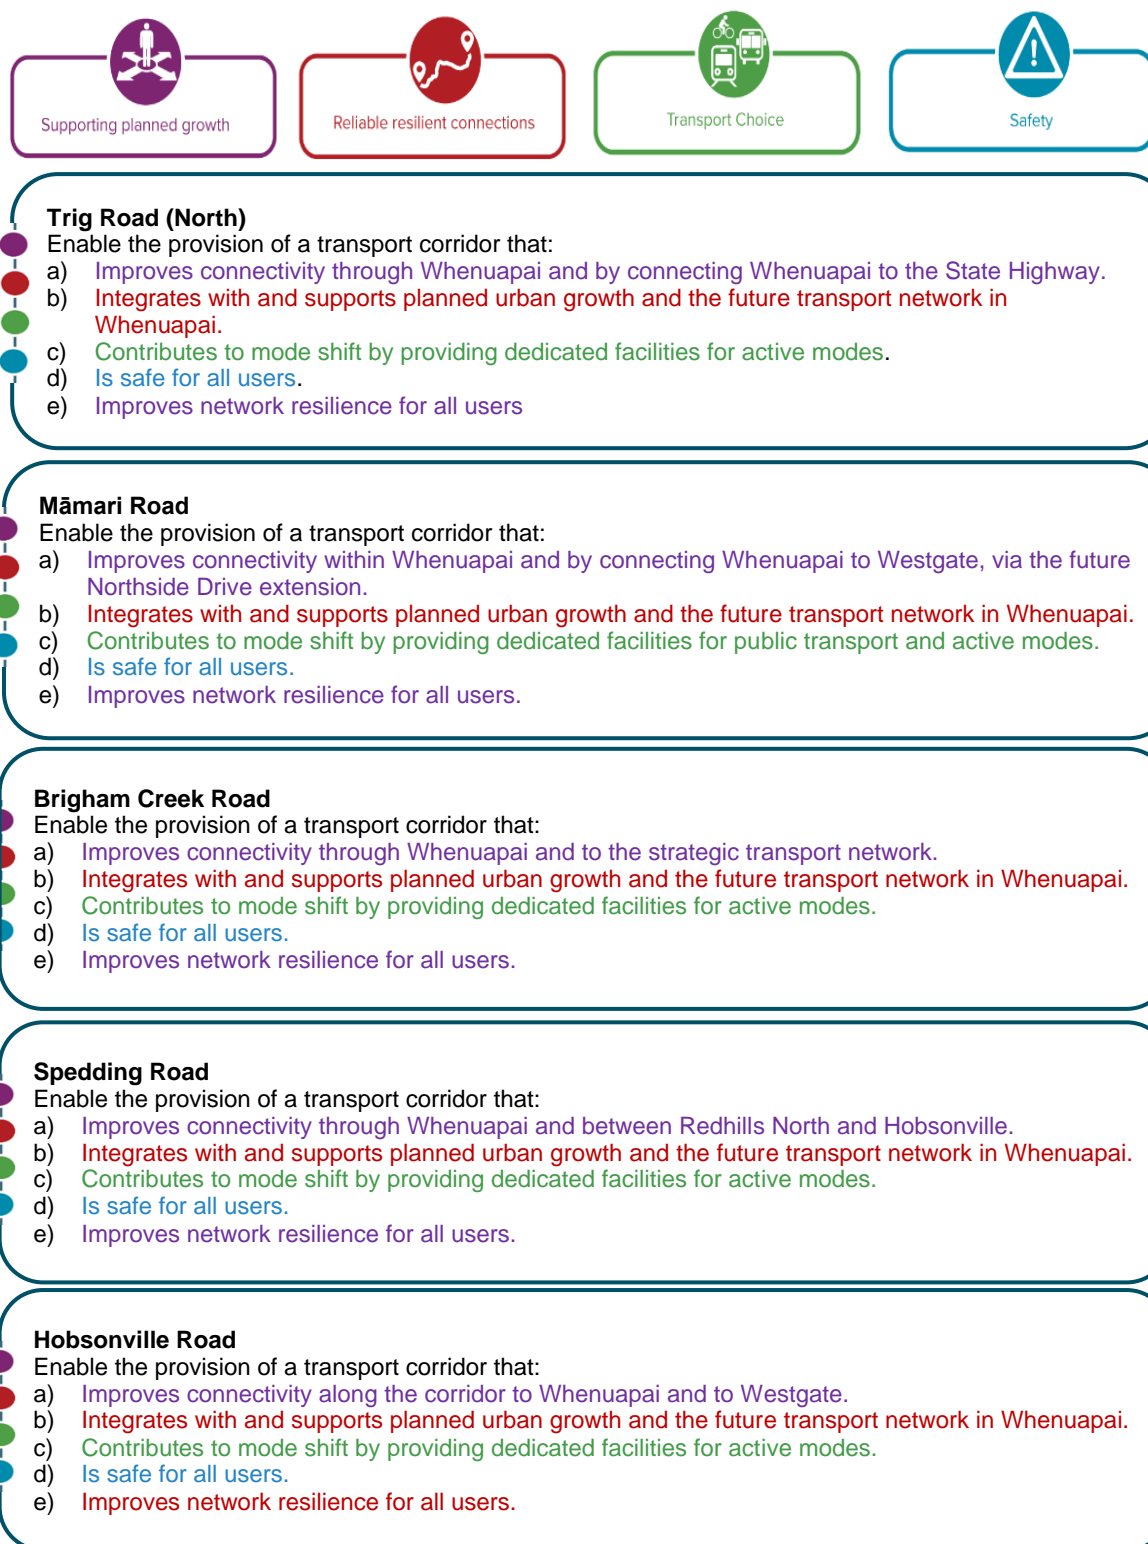 Supporting planned growth
Reliable resilient connections
Transport Choice
Safety
Trig Road (North)
Enable the provision of a transport corridor that:
a) Improves connectivity through Whenuapai and by connecting Whenuapai to the State Highway.
b) Integrates with and supports planned urban growth and the future transport network in
Whenuapai.
c) Contributes to mode shift by providing dedicated facilities for active modes.
d) Is safe for all users.
e) Improves network resilience for all users
Māmari Road
Enable the provision of a transport corridor that:
a) Improves connectivity within Whenuapai and by connecting Whenuapai to Westgate, via the future
Northside Drive extension.
b) Integrates with and supports planned urban growth and the future transport network in Whenuapai.
c) Contributes to mode shift by providing dedicated facilities for public transport and active modes.
d) Is safe for all users.
e) Improves network resilience for all users.
Brigham Creek Road
Enable the provision of a transport corridor that:
a) Improves connectivity through Whenuapai and to the strategic transport network.
b) Integrates with and supports planned urban growth and the future transport network in Whenuapai.
c) Contributes to mode shift by providing dedicated facilities for active modes.
d) Is safe for all users.
e) Improves network resilience for all users.
Spedding Road
Enable the provision of a transport corridor that:
a) Improves connectivity through Whenuapai and between Redhills North and Hobsonville.
b) Integrates with and supports planned urban growth and the future transport network in Whenuapai.
c) Contributes to mode shift by providing dedicated facilities for active modes.
d) Is safe for all users.
e) Improves network resilience for all users.
Hobsonville Road
Enable the provision of a transport corridor that:
a) Improves connectivity along the corridor to Whenuapai and to Westgate.
b) Integrates with and supports planned urban growth and the future transport network in Whenuapai.
c) Contributes to mode shift by providing dedicated facilities for active modes.
d) Is safe for all users.
e) Improves network resilience for all users.